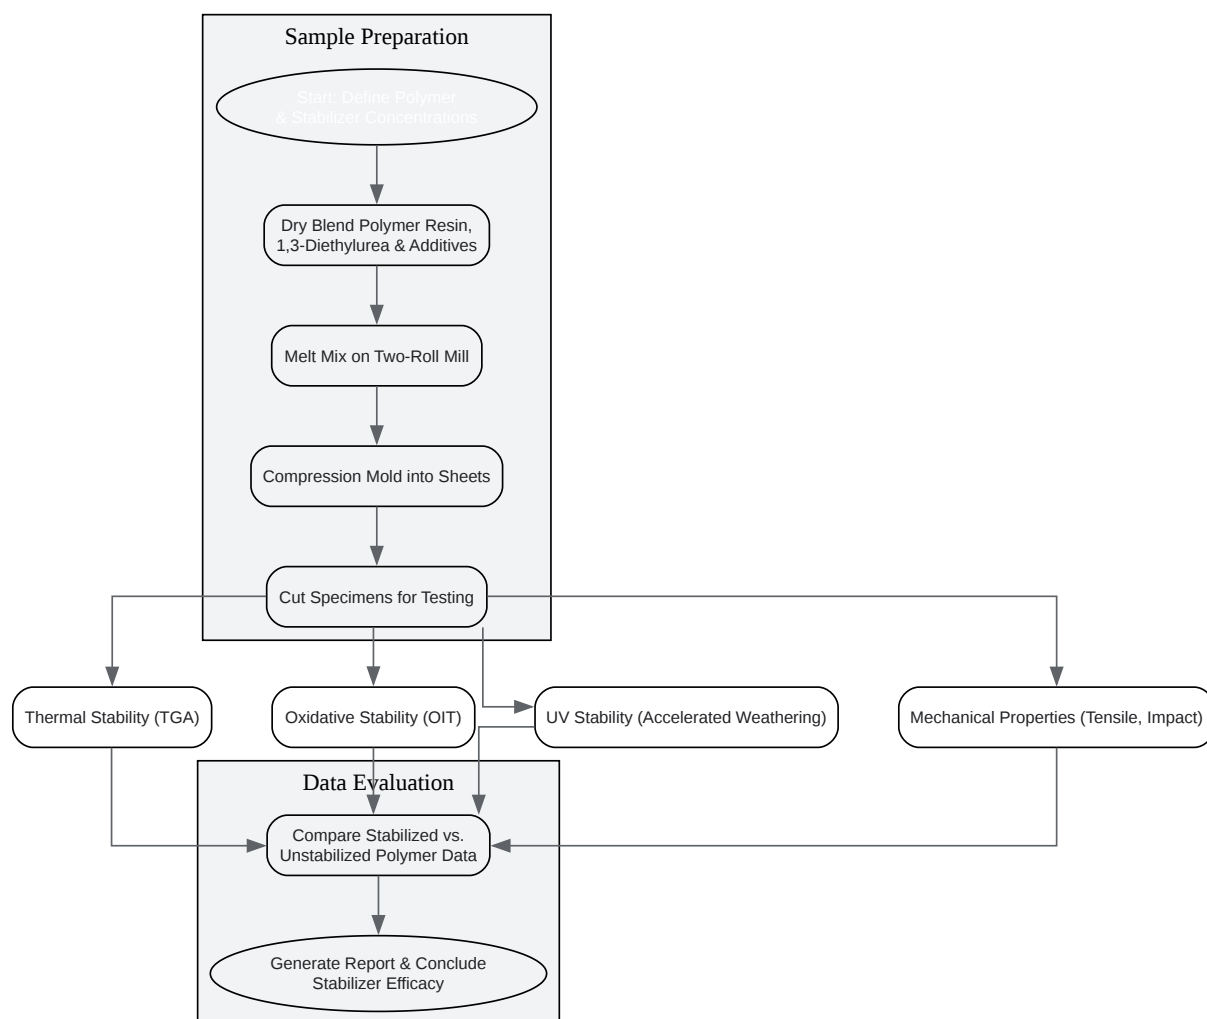 Sample Preparation
Start: Define Polymer
& Stabilizer Concentrations
Dry Blend Polymer Resin,
1,3-Diethylurea & Additives
Melt Mix on Two-Roll Mill
Compression Mold into Sheets
Cut Specimens for Testing
Thermal Stability (TGA)
Oxidative Stability (OIT)
UV Stability (Accelerated Weathering)
Mechanical Properties (Tensile, Impact)
Data Evaluation
Compare Stabilized vs.
Unstabilized Polymer Data
Generate Report & Conclude
Stabilizer Efficacy